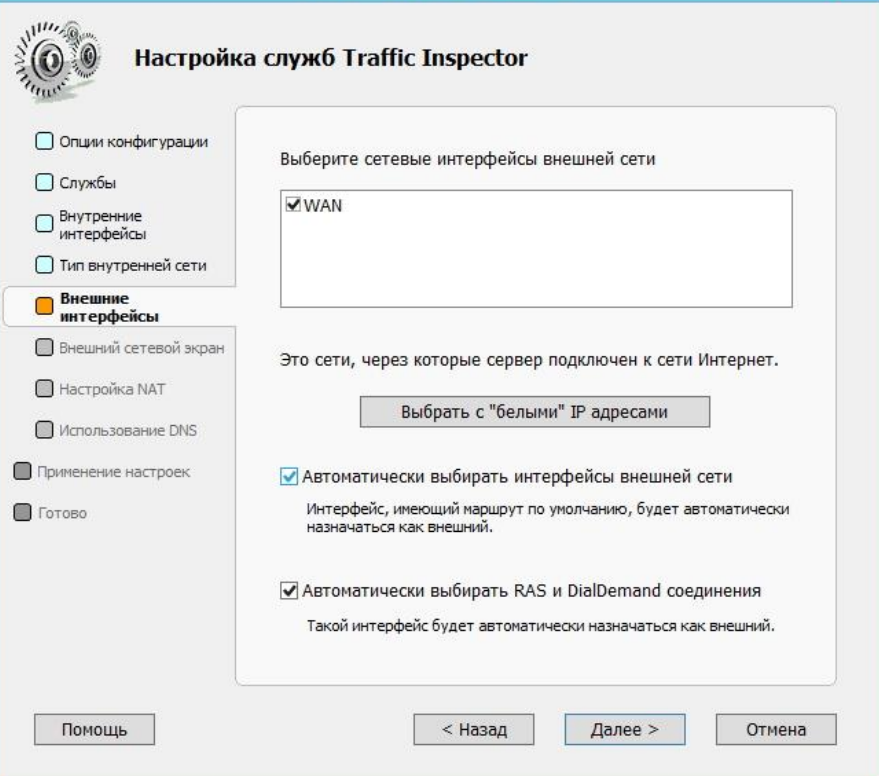 Настройка служб Traffic Inspector
Опции конфигурации
Службы
Внутренние
интерфейсы
Тип внутренней сети
Внешние
интерфейсы
Внешний сетевой экран
Настройка NAT
Использование DNS
Применение настроек
Готово
Выберите сетевые интерфейсы внешней сети
WAN
Это сети, через которые сервер подключен к сети Интернет.
Выбрать с "белыми" IP адресами
Автоматически выбирать интерфейсы внешней сети
Интерфейс, имеющий маршрут по умолчанию, будет автоматически
назначаться как внешний.
Автоматически выбирать RAS и DialDemand соединения
Такой интерфейс будет автоматически назначаться как внешний.
Помощь
< Назад
Далее >
Отмена